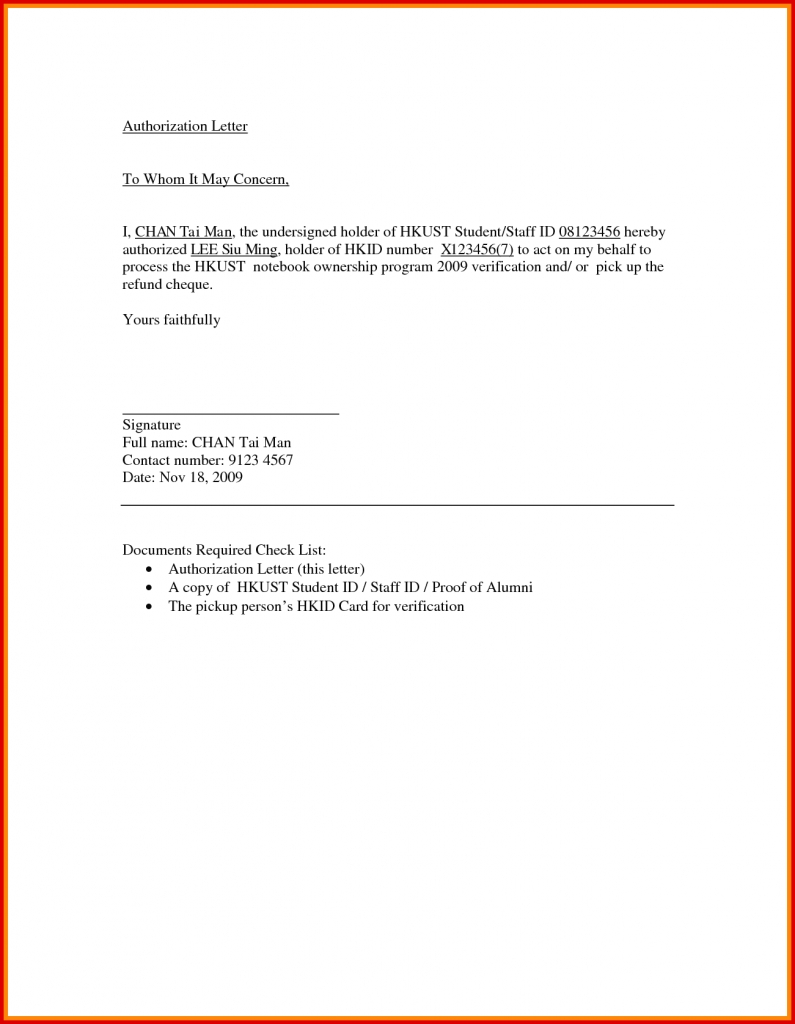 Authorization Letter
To Whom It May Concern,
I, CHAN Tai Man, the undersigned holder of HKUST Student/Staff ID 08123456 hereby
authorized LEE Siu Ming, holder of HKID number  X123456(7) to act on my behalf to
process the HKUST  notebook ownership program 2009 verification and/ or  pick up the
refund cheque.
Yours faithfully
Signature
Full name: CHAN Tai Man
Contact number: 9123 4567
Date: Nov 18, 2009
Documents Required Check List:
• Authorization Letter (this letter)
• A copy of  HKUST Student ID / Staff ID / Proof of Alumni
• The pickup person’s HKID Card for verification